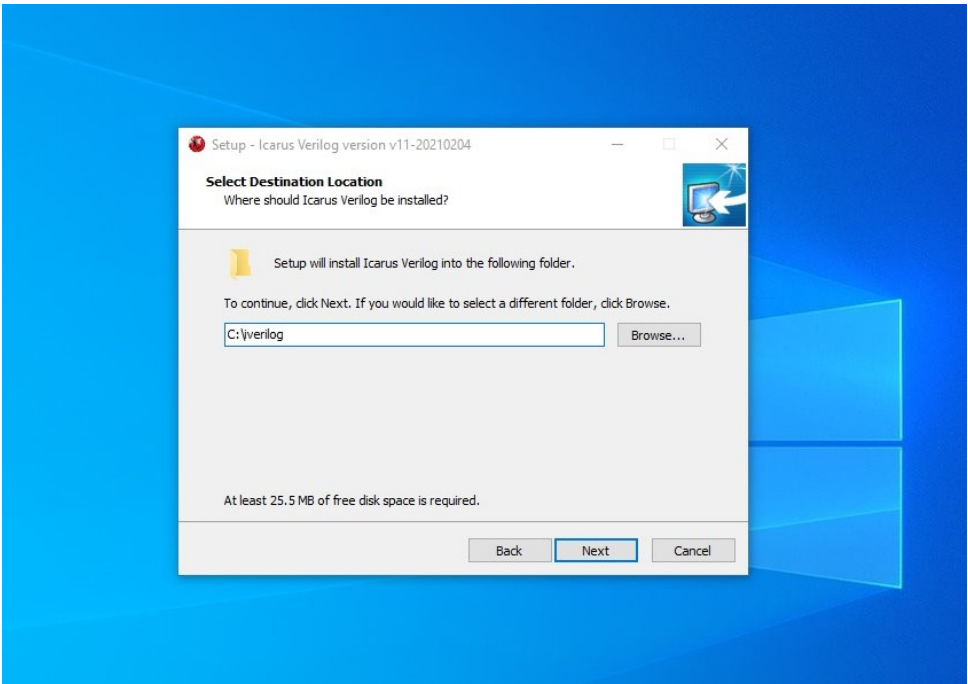 Setup - Icarus Verilog version v11-20210204
Select Destination Location
Where should Icarus Verilog be installed?
Setup will install Icarus Verilog into the following folder.
To continue, click Next. If you would like to select a different folder, click Browse.
C:\iverilog
Browse...
At least 25.5 MB of free disk space is required.
Back Next Cancel